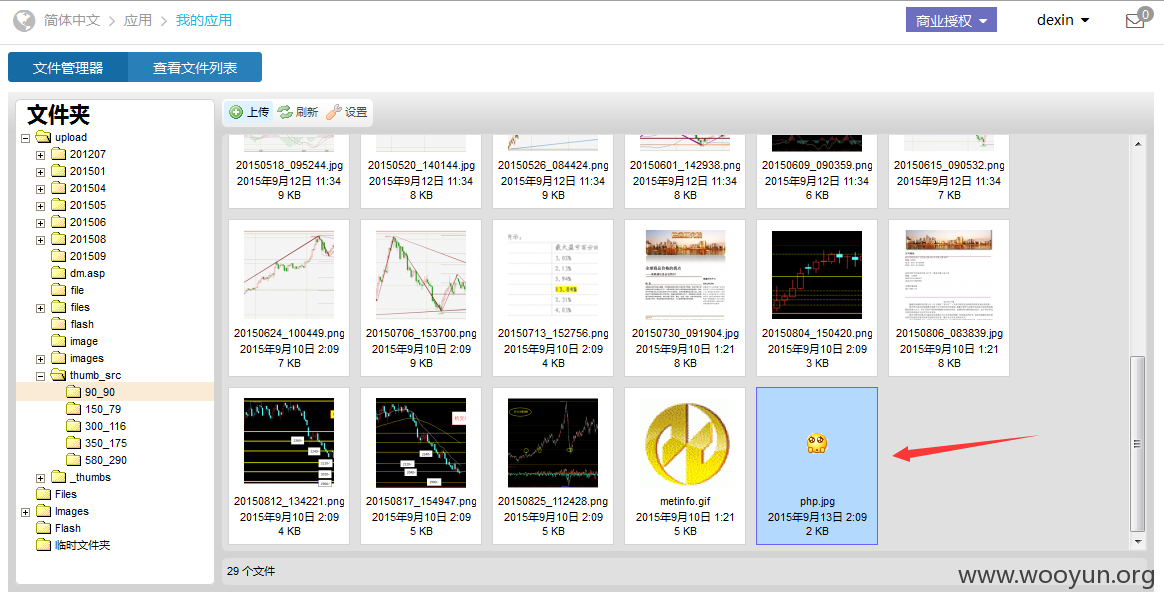 简体中文 > 应用 > 我的应用
商业授权
dexin
0
文件管理器
查看文件列表
文件夹
upload
201207
201501
201504
201505
201506
201508
201509
dm.asp
file
files
flash
image
images
thumb_src
90_90
150_79
300_116
350_175
580_290
_thumbs
Files
Images
Flash
临时文件夹
上传 刷新 设置
20150518_095244.jpg
2015年9月12日 11:34
9 KB
20150520_140144.jpg
2015年9月12日 11:34
8 KB
20150526_084424.png
2015年9月12日 11:34
9 KB
20150601_142938.png
2015年9月12日 11:34
8 KB
20150609_090359.png
2015年9月12日 11:34
6 KB
20150615_090532.png
2015年9月12日 11:34
7 KB
20150624_100449.png
2015年9月10日 2:09
7 KB
20150706_153700.png
2015年9月10日 2:09
9 KB
最大盈亏百分比
13.84%
20150713_152756.png
2015年9月10日 2:09
4 KB
20150730_091904.jpg
2015年9月10日 1:21
8 KB
20150804_150420.png
2015年9月10日 2:09
3 KB
20150806_083839.jpg
2015年9月10日 1:21
8 KB
20150812_134221.png
2015年9月10日 2:09
4 KB
20150817_154947.png
2015年9月10日 2:09
5 KB
20150825_112428.png
2015年9月10日 2:09
5 KB
metinfo.gif
2015年9月10日 1:21
5 KB
php.jpg
2015年9月13日 2:09
2 KB
29 个文件
www.wooyun.org